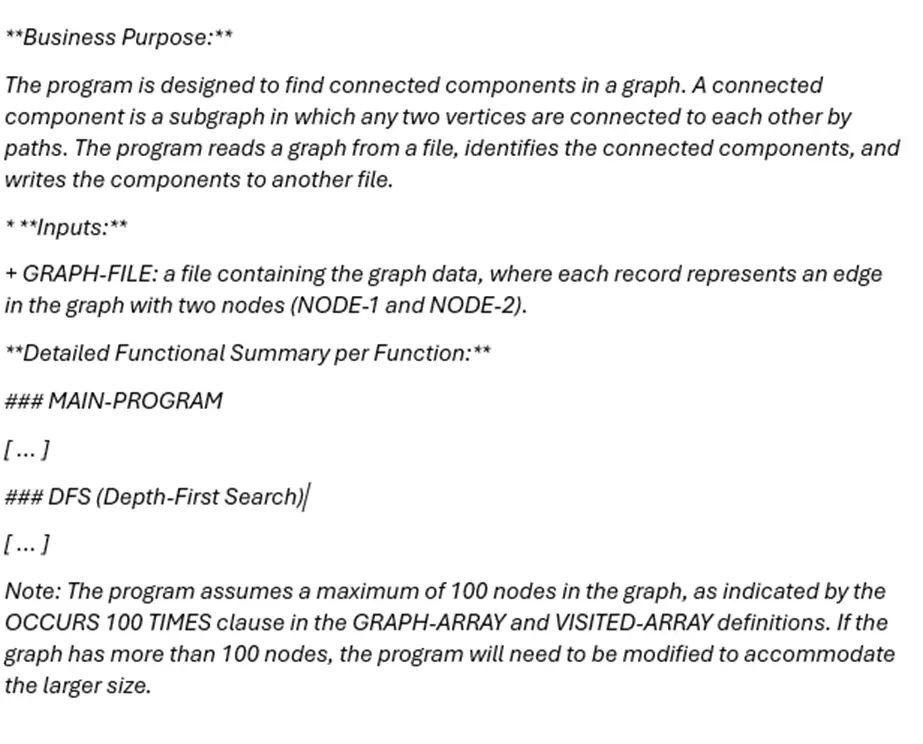 **Business Purpose:**
The program is designed to find connected components in a graph. A connected
component is a subgraph in which any two vertices are connected to each other by
paths. The program reads a graph from a file, identifies the connected components, and
writes the components to another file.
* **Inputs:**
+ GRAPH-FILE: a file containing the graph data, where each record represents an edge
in the graph with two nodes (NODE-1 and NODE-2).
**Detailed Functional Summary per Function:**
### MAIN-PROGRAM
[ ... ]
### DFS (Depth-First Search)
[ ... ]
Note: The program assumes a maximum of 100 nodes in the graph, as indicated by the
OCCURS 100 TIMES clause in the GRAPH-ARRAY and VISITED-ARRAY definitions. If the
graph has more than 100 nodes, the program will need to be modified to accommodate
the larger size.